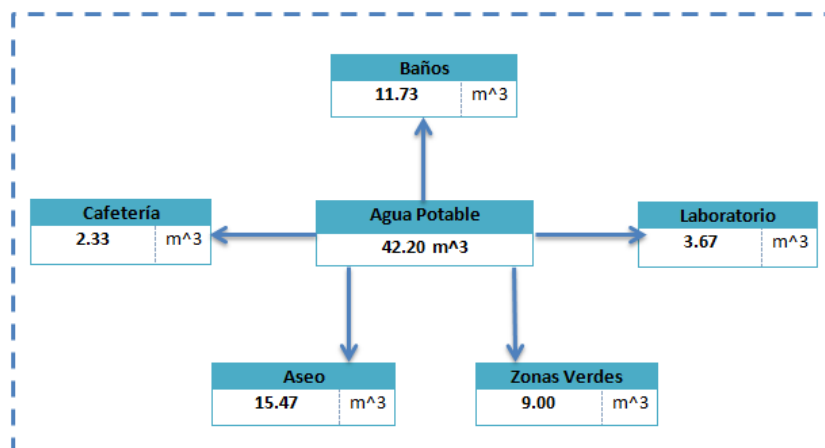 Baños
11.73 m^3
Cafetería
2.33 m^3
Agua Potable
42.20 m^3
Laboratorio
3.67 m^3
Aseo
15.47 m^3
Zonas Verdes
9.00 m^3